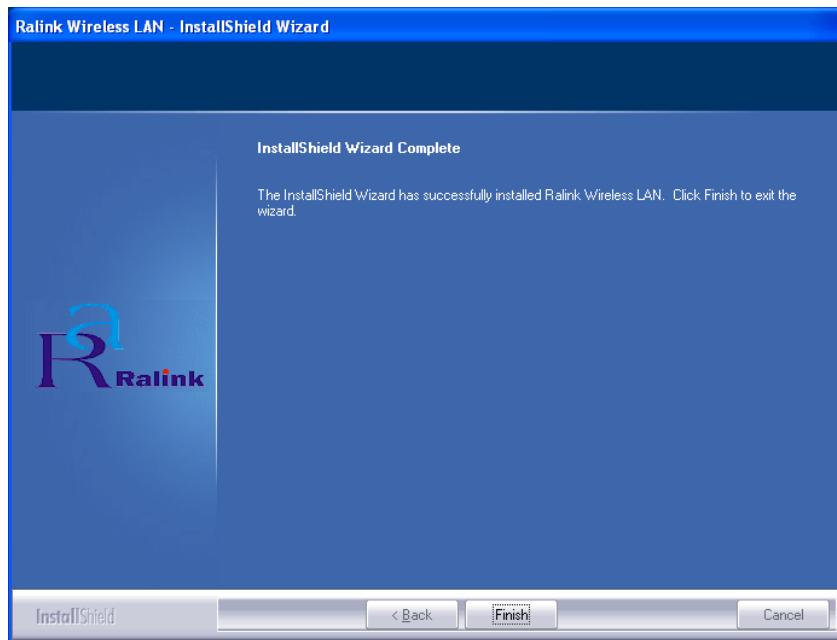 Ralink Wireless LAN - InstallShield Wizard
InstallShield Wizard Complete
The InstallShield Wizard has successfully installed Ralink Wireless LAN. Click Finish to exit the
wizard.
Ra
Ralink
InstallShield
< Back
Finish
Cancel